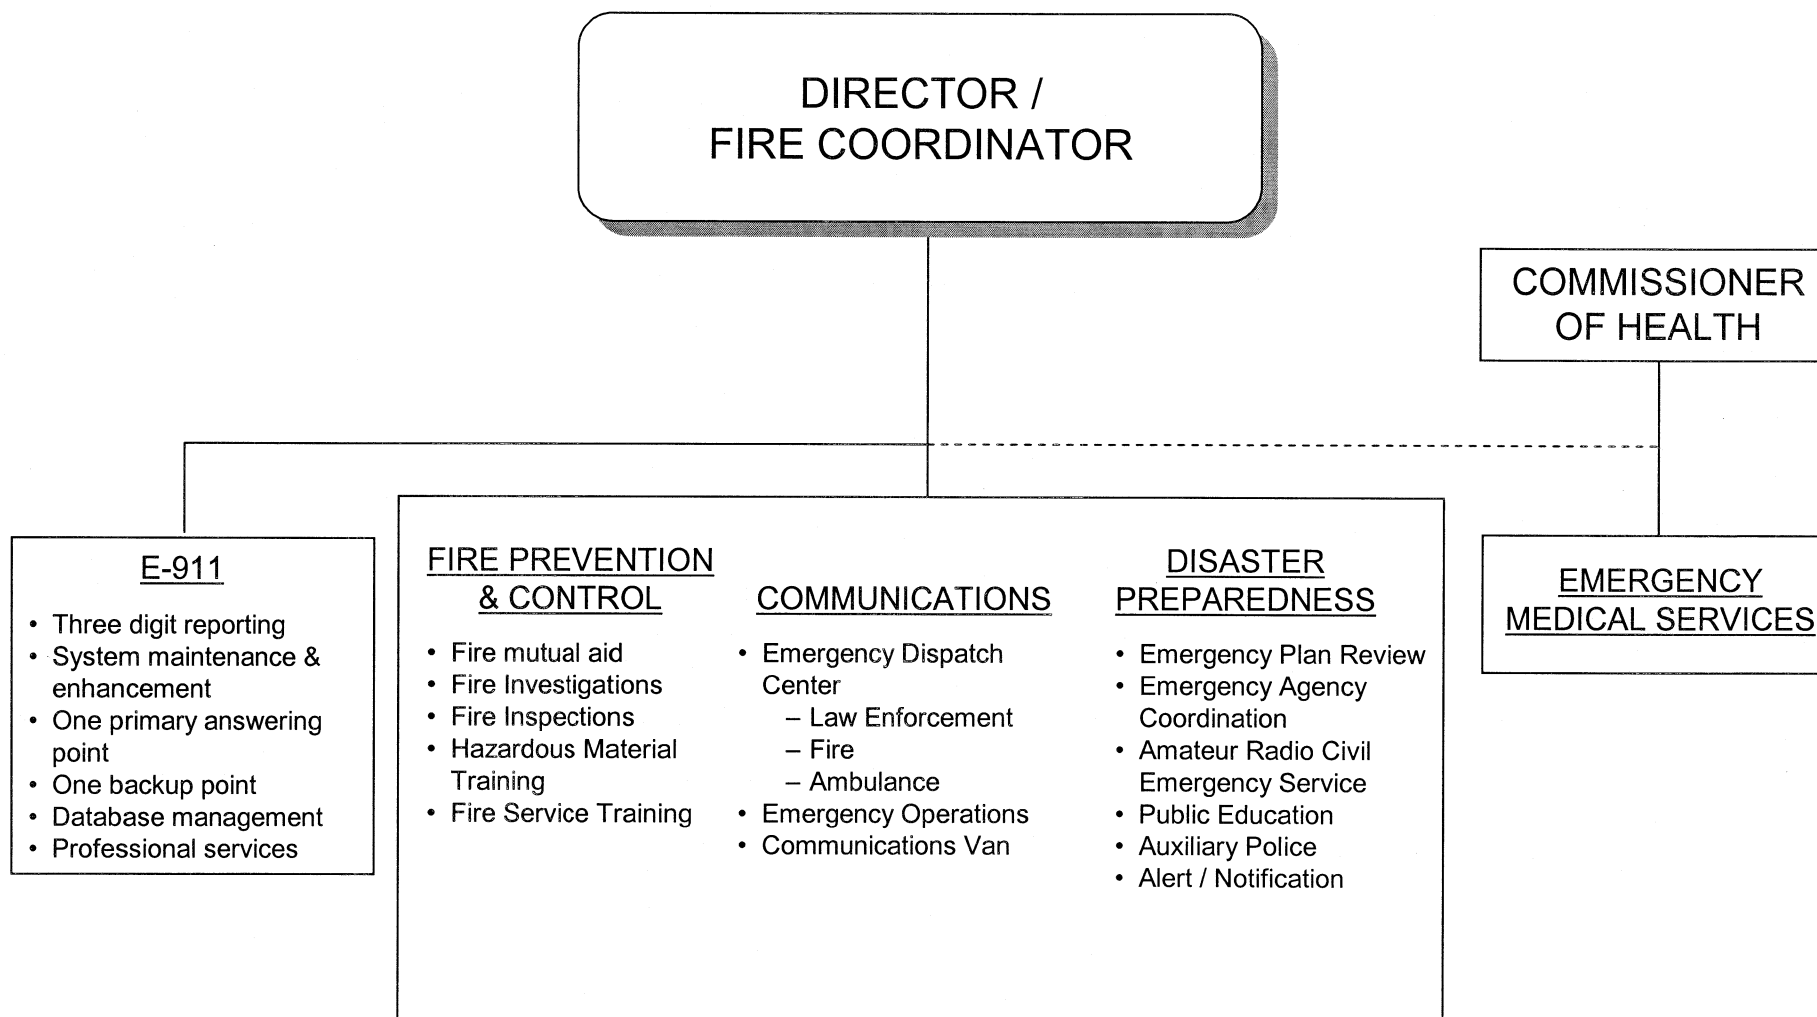 DIRECTOR /
FIRE COORDINATOR
COMMISSIONER
OF HEALTH
E-911
• Three digit reporting
• System maintenance &
enhancement
• One primary answering
point
• One backup point
• Database management
• Professional services
FIRE PREVENTION
& CONTROL
• Fire mutual aid
• Fire Investigations
• Fire Inspections
• Hazardous Material
Training
• Fire Service Training
COMMUNICATIONS
• Emergency Dispatch
Center
– Law Enforcement
– Fire
– Ambulance
• Emergency Operations
• Communications Van
DISASTER
PREPAREDNESS
• Emergency Plan Review
• Emergency Agency
Coordination
• Amateur Radio Civil
Emergency Service
• Public Education
• Auxiliary Police
• Alert / Notification
EMERGENCY
MEDICAL SERVICES